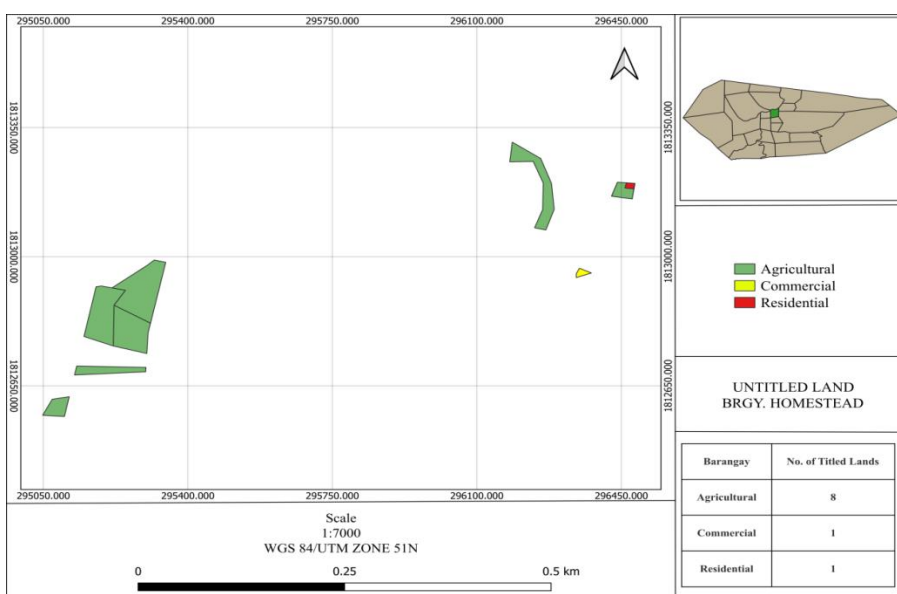 295050.000 295400.000 295750.000 296100.000 296450.000
1813350.000 1813350.000
1813000.000 1813000.000
1812650.000 1812650.000
295050.000 295400.000 295750.000 296100.000 296450.000
Scale
1:7000
WGS 84/UTM ZONE 51N
0 0.25 0.5 km
Agricultural
Commercial
Residential
UNTITLED LAND
BRGY. HOMESTEAD
Barangay No. of Titled Lands
Agricultural 8
Commercial 1
Residential 1